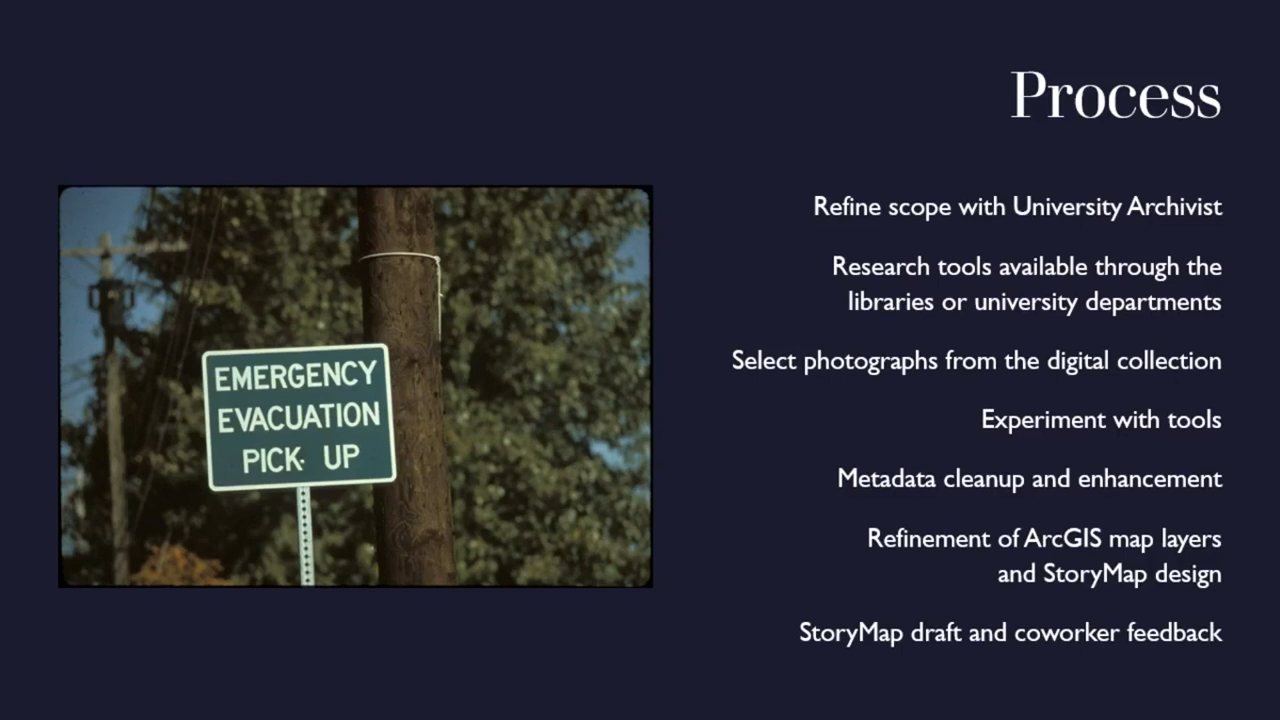 Process
EMERGENCY
EVACUATION
PICK- UP
Refine scope with University Archivist
Research tools available through the
libraries or university departments
Select photographs from the digital collection
Experiment with tools
Metadata cleanup and enhancement
Refinement of ArcGIS map layers
and StoryMap design
StoryMap draft and coworker feedback